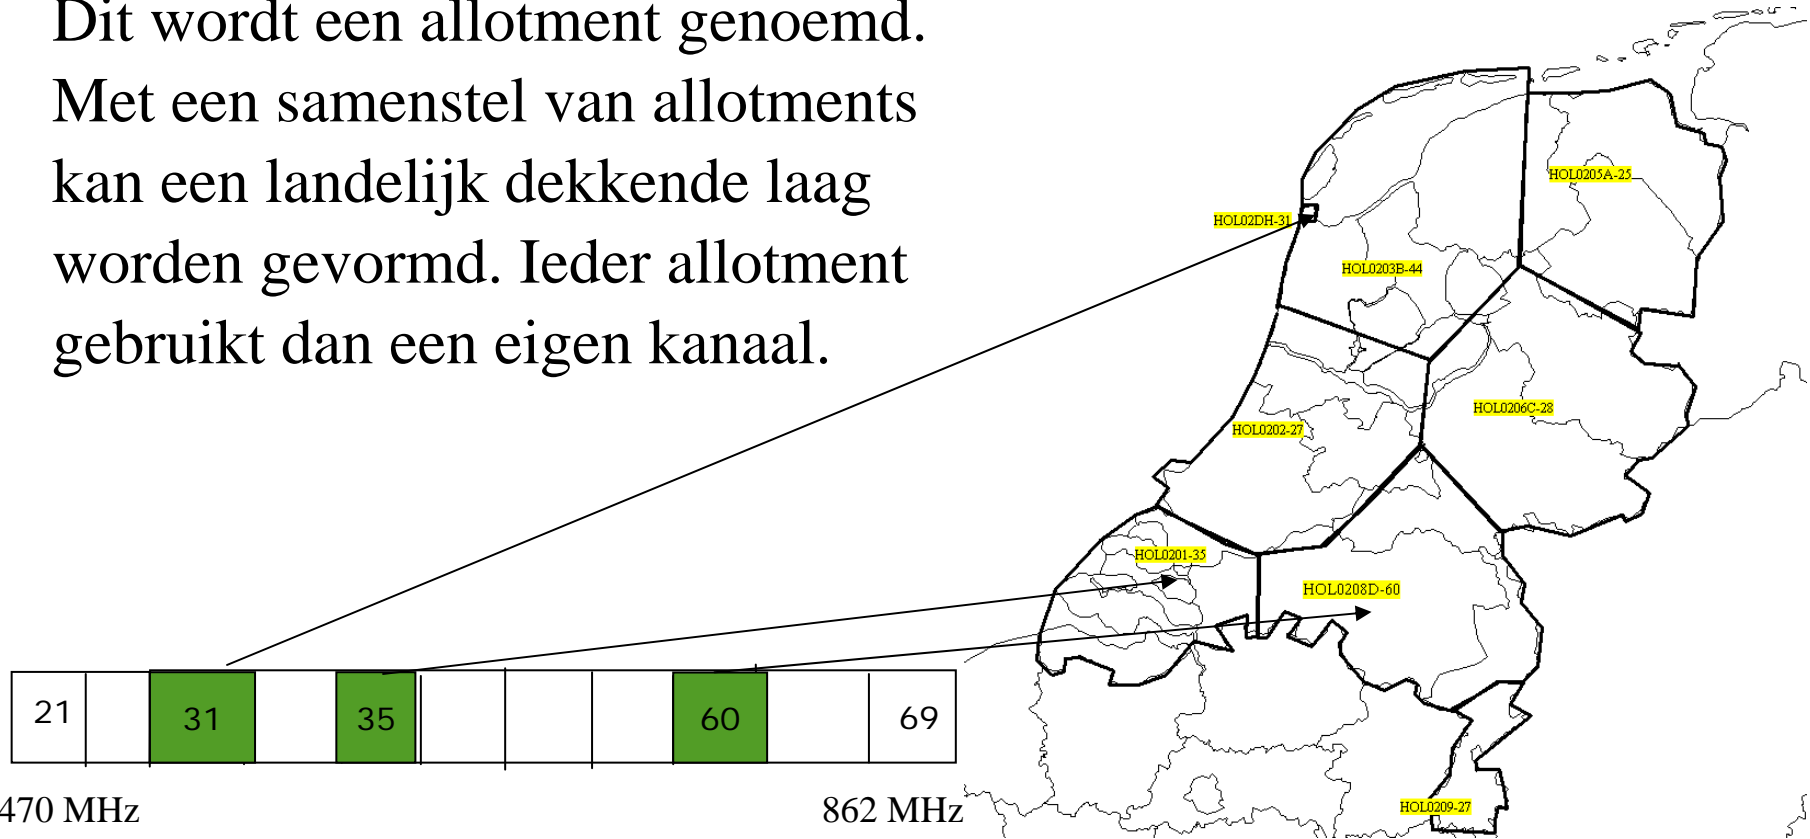 Dit wordt een allotment genoemd.
Met een samenstel van allotments
kan een landelijk dekkende laag
worden gevormd. Ieder allotment
gebruikt dan een eigen kanaal.
HOL0205A-25
HOL02DH-31
HOL0203B-44
HOL0206C-28
HOL0202-27
HOL0201-35
HOL0208D-60
HOL0209-27
21 31 35 60 69
470 MHz 862 MHz